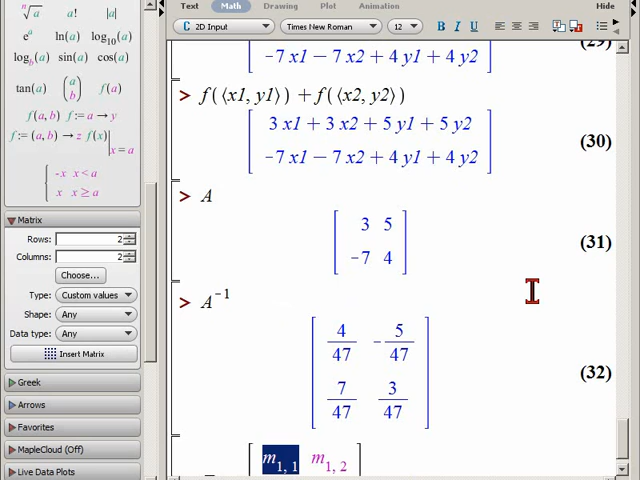 Text Math Drawing Plot Animation Hide
C 2D Input Times New Roman 12 B I U
ⁿ√a a! |a|
eᵃ ln(a) log₁₀(a)
log_b(a) sin(a) cos(a)
tan(a) (a b) f(a)
f(a, b) f := a → y
f := (a, b) → z f(x)|x = a
{ -x x < a
x x ≥ a
Matrix
Rows: 2
Columns: 2
Choose...
Type: Custom values
Shape: Any
Data type: Any
Insert Matrix
Greek
Arrows
Favorites
MapleCloud (Off)
Live Data Plots
[ -7 x1 − 7 x2 + 4 y1 + 4 y2 ] (29)
> f(⟨x1, y1⟩) + f(⟨x2, y2⟩)
[ 3 x1 + 3 x2 + 5 y1 + 5 y2
-7 x1 − 7 x2 + 4 y1 + 4 y2 ] (30)
> A
[ 3 5
-7 4 ] (31)
> A⁻¹
[ 4/47 -5/47
7/47 3/47 ] (32)
[ m₁,₁ m₁,₂ ]